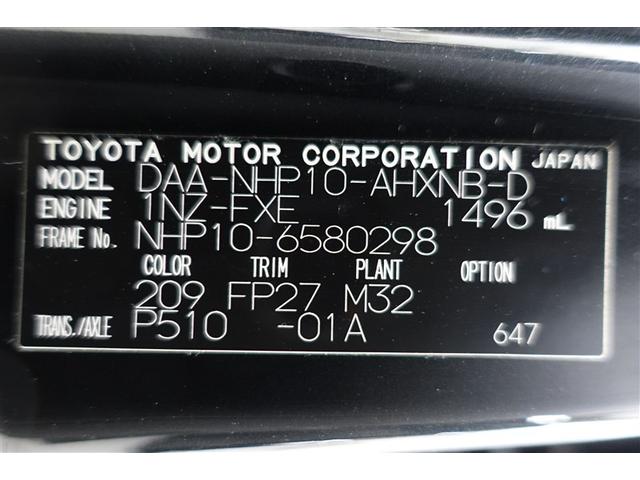 TOYOTA MOTOR CORPORATION JAPAN
MODEL DAA-NHP10-AHXNB-D
ENGINE 1NZ-FXE 1496 mL
FRAME No. NHP10-6580298
COLOR TRIM PLANT OPTION
209 FP27 M32
TRANS./AXLE P510 -01A 647